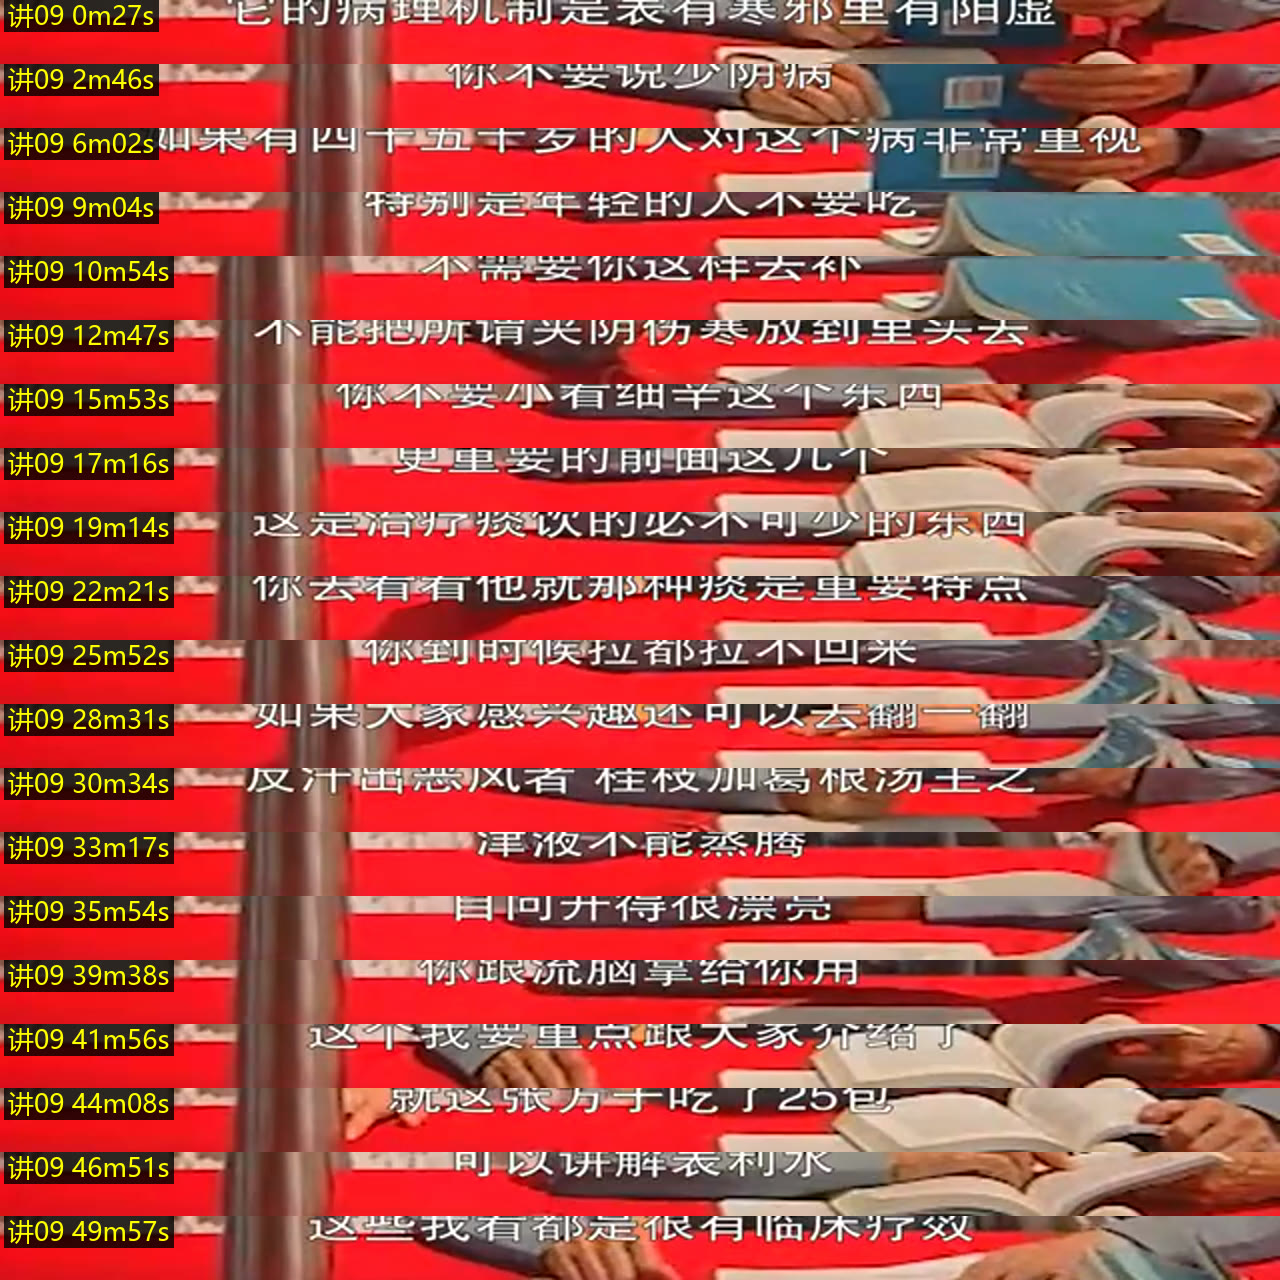 讲09 0m27s 它的病理机制是表有寒邪里有阳虚
讲09 2m46s 你不要说少阴病
讲09 6m02s 如果有四十五十岁的人对这个病非常重视
讲09 9m04s 特别是年轻的人不要吃
讲09 10m54s 不需要你这样去补
讲09 12m47s 不能把所谓夹阴伤寒放到里头去
讲09 15m53s 你不要小看细辛这个东西
讲09 17m16s 更重要的前面这几个
讲09 19m14s 这是治疗痰饮的必不可少的东西
讲09 22m21s 你去看看他就那种痰是重要特点
讲09 25m52s 你到时候拉都拉不回来
讲09 28m31s 如果大家感兴趣还可以去翻一翻
讲09 30m34s 反汗出恶风者 桂枝加葛根汤主之
讲09 33m17s 津液不能蒸腾
讲09 35m54s 自问开得很漂亮
讲09 39m38s 你跟流脑拿给你用
讲09 41m56s 这个我要重点跟大家介绍了
讲09 44m08s 就这张方子吃了25包
讲09 46m51s 可以讲解表利水
讲09 49m57s 这些我看都是很有临床疗效